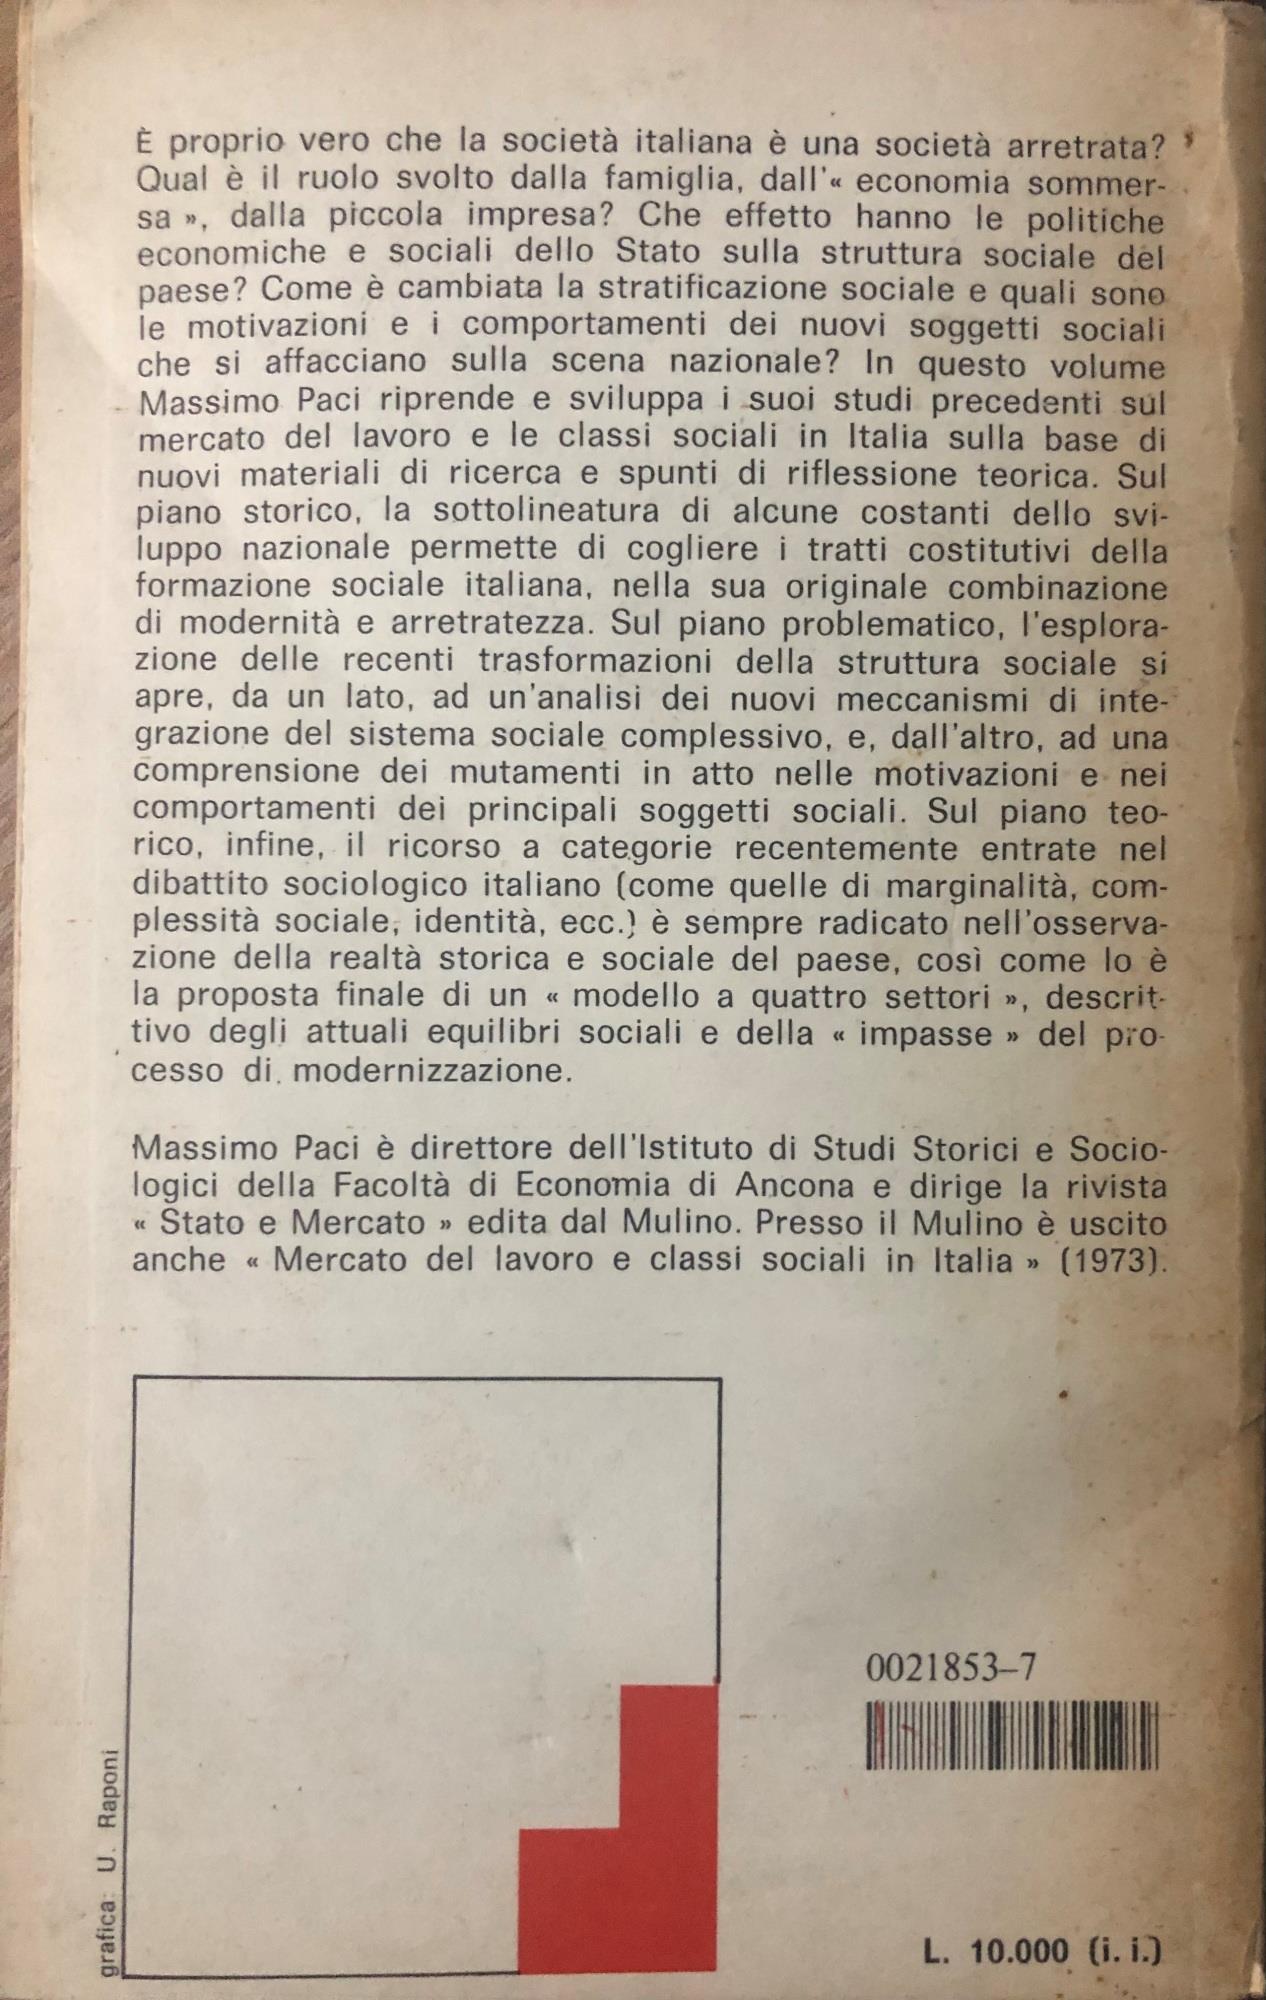 È proprio vero che la società italiana è una società arretrata?
Qual è il ruolo svolto dalla famiglia, dall'« economia sommer-
sa », dalla piccola impresa? Che effetto hanno le politiche
economiche e sociali dello Stato sulla struttura sociale del
paese? Come è cambiata la stratificazione sociale e quali sono
le motivazioni e i comportamenti dei nuovi soggetti sociali
che si affacciano sulla scena nazionale? In questo volume
Massimo Paci riprende e sviluppa i suoi studi precedenti sul
mercato del lavoro e le classi sociali in Italia sulla base di
nuovi materiali di ricerca e spunti di riflessione teorica. Sul
piano storico, la sottolineatura di alcune costanti dello svi-
luppo nazionale permette di cogliere i tratti costitutivi della
formazione sociale italiana, nella sua originale combinazione
di modernità e arretratezza. Sul piano problematico, l'esplora-
zione delle recenti trasformazioni della struttura sociale si
apre, da un lato, ad un'analisi dei nuovi meccanismi di inte-
grazione del sistema sociale complessivo, e, dall'altro, ad una
comprensione dei mutamenti in atto nelle motivazioni e nei
comportamenti dei principali soggetti sociali. Sul piano teo-
rico, infine, il ricorso a categorie recentemente entrate nel
dibattito sociologico italiano (come quelle di marginalità, com-
plessità sociale, identità, ecc.) è sempre radicato nell'osserva-
zione della realtà storica e sociale del paese, così come lo è
la proposta finale di un « modello a quattro settori », descrit-
tivo degli attuali equilibri sociali e della « impasse » del pro-
cesso di modernizzazione.
Massimo Paci è direttore dell'Istituto di Studi Storici e Socio-
logici della Facoltà di Economia di Ancona e dirige la rivista
« Stato e Mercato » edita dal Mulino. Presso il Mulino è uscito
anche « Mercato del lavoro e classi sociali in Italia » (1973).
grafica: U. Raponi
0021853-7
L. 10.000 (i. i.)